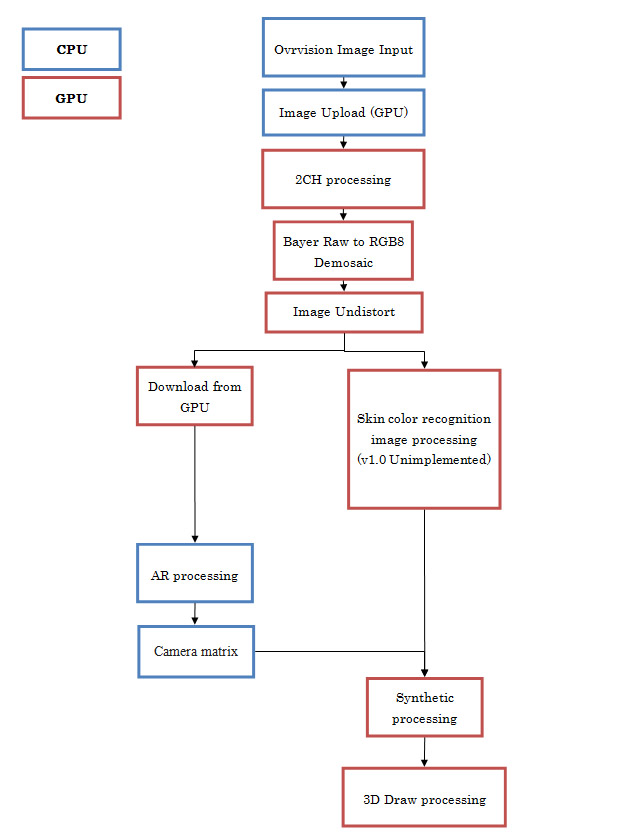 CPU
GPU
Ovrvision Image Input
Image Upload (GPU)
2CH processing
Bayer Raw to RGB8
Demosaic
Image Undistort
Download from
GPU
Skin color recognition
image processing
(v1.0 Unimplemented)
AR processing
Camera matrix
Synthetic
processing
3D Draw processing